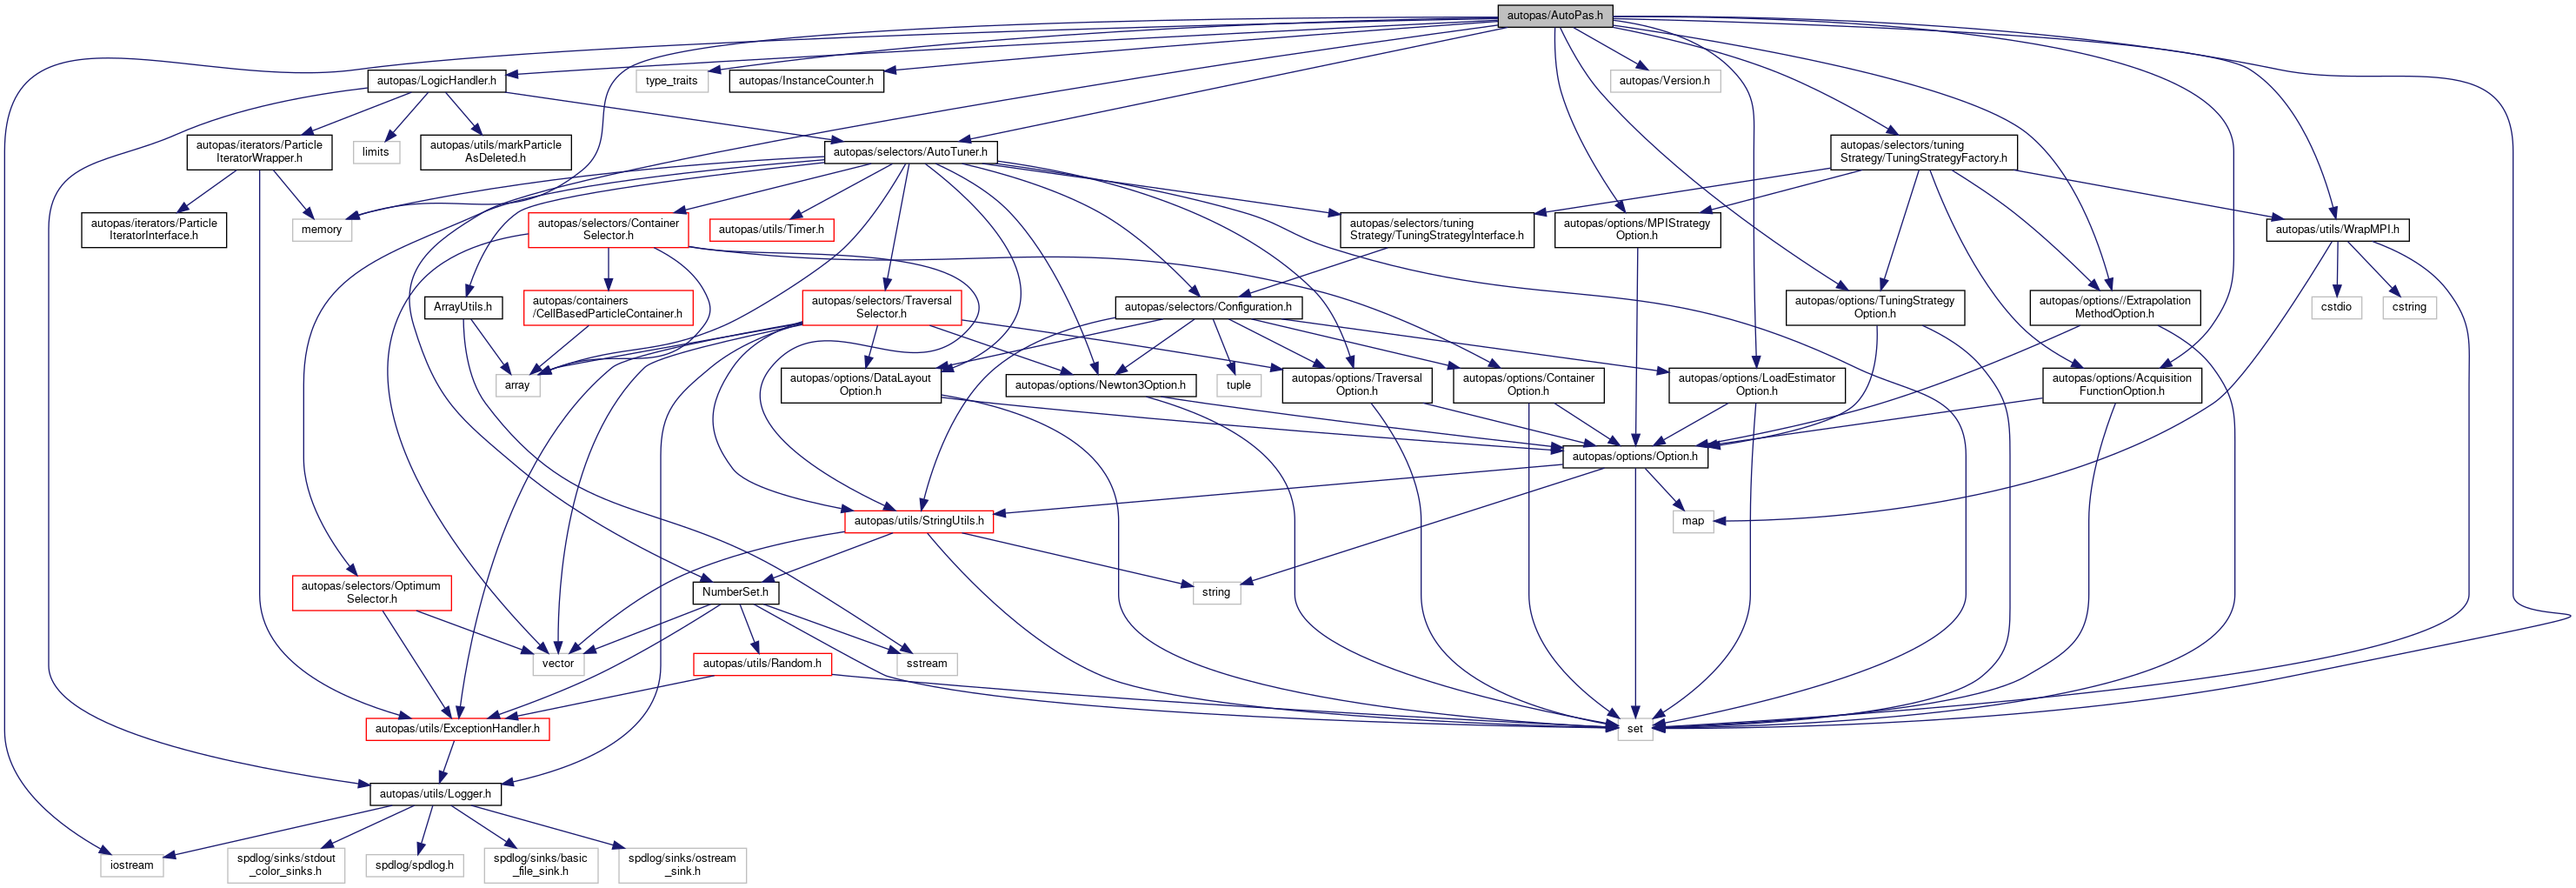 autopas/AutoPas.h
autopas/LogicHandler.h
type_traits
autopas/InstanceCounter.h
autopas/Version.h
autopas/iterators/Particle
IteratorWrapper.h
limits
autopas/utils/markParticle
AsDeleted.h
autopas/selectors/AutoTuner.h
autopas/selectors/tuning
Strategy/TuningStrategyFactory.h
autopas/iterators/Particle
IteratorInterface.h
memory
autopas/selectors/Container
Selector.h
autopas/utils/Timer.h
autopas/selectors/tuning
Strategy/TuningStrategyInterface.h
autopas/options/MPIStrategy
Option.h
autopas/utils/WrapMPI.h
ArrayUtils.h
autopas/containers
/CellBasedParticleContainer.h
autopas/selectors/Traversal
Selector.h
autopas/selectors/Configuration.h
autopas/options/TuningStrategy
Option.h
autopas/options//Extrapolation
MethodOption.h
cstdio
cstring
array
autopas/options/DataLayout
Option.h
autopas/options/Newton3Option.h
tuple
autopas/options/Traversal
Option.h
autopas/options/Container
Option.h
autopas/options/LoadEstimator
Option.h
autopas/options/Acquisition
FunctionOption.h
autopas/options/Option.h
autopas/utils/StringUtils.h
map
autopas/selectors/Optimum
Selector.h
NumberSet.h
string
vector
autopas/utils/Random.h
sstream
autopas/utils/ExceptionHandler.h
set
autopas/utils/Logger.h
iostream
spdlog/sinks/stdout
_color_sinks.h
spdlog/spdlog.h
spdlog/sinks/basic
_file_sink.h
spdlog/sinks/ostream
_sink.h